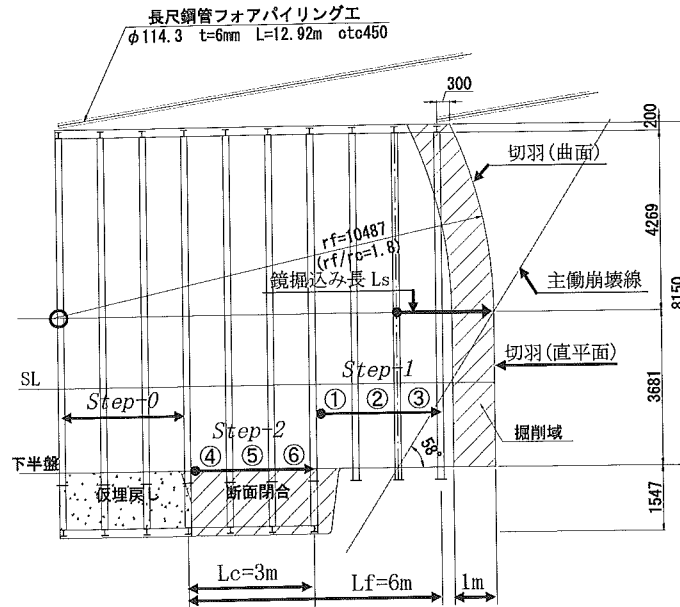 長尺鋼管フォアパイリング工
φ114.3 t=6mm L=12.92m ctc450
300
200
切羽(曲面)
4269
rf=10487
(rf/rc=1.8)
鏡掘込み長 Ls
主働崩壊線
8150
切羽(直平面)
SL
Step-1
Step-0
① ② ③
3681
Step-2
④ ⑤ ⑥
58°
掘削域
下半盤
仮埋戻し
断面閉合
1547
Lc=3m
Lf=6m
1m